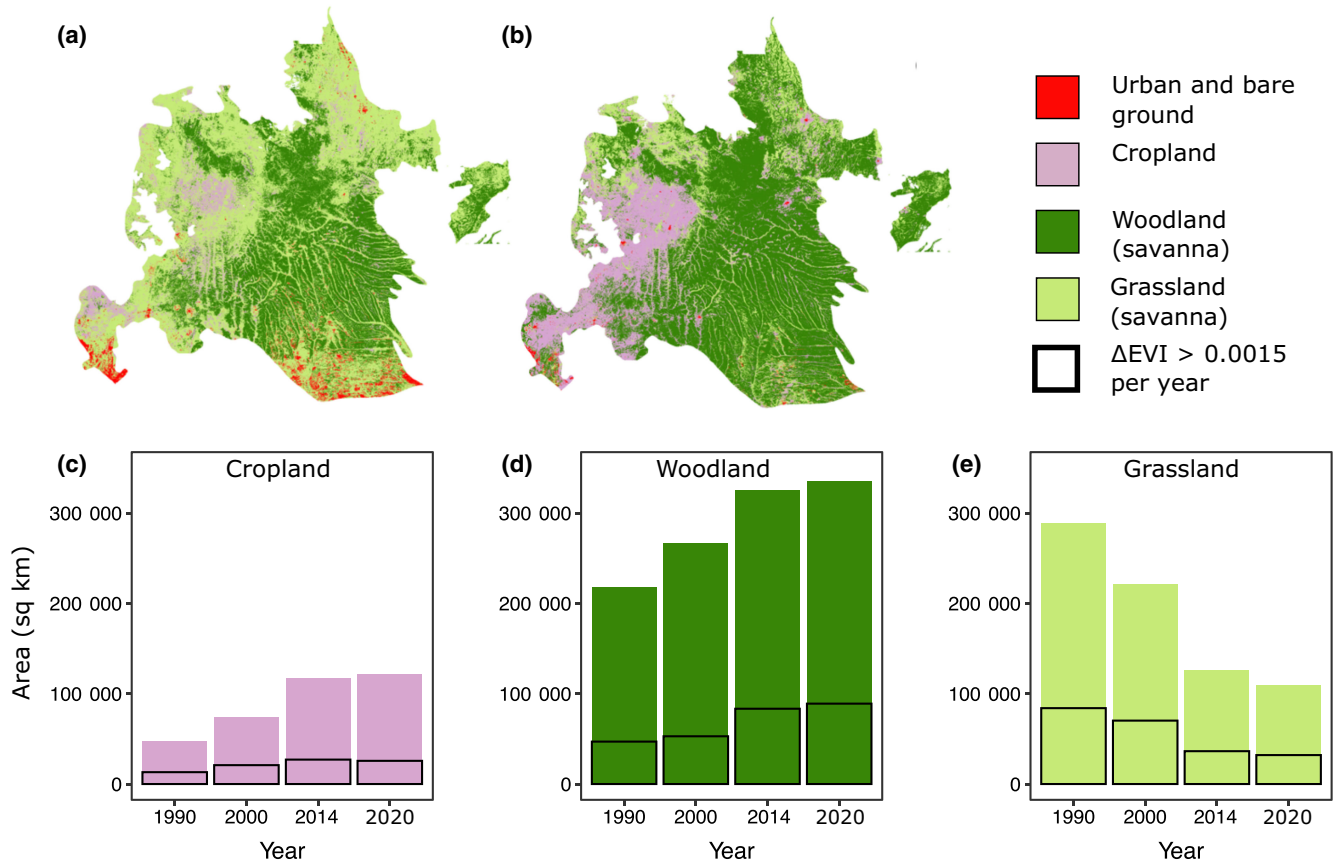 (a)
(b)
Urban and bare
ground
Cropland
Woodland
(savanna)
Grassland
(savanna)
ΔEVI > 0.0015
per year
(c)
Cropland
Area (sq km)
300 000
200 000
100 000
0
1990 2000 2014 2020
Year
(d)
Woodland
300 000
200 000
100 000
0
1990 2000 2014 2020
Year
(e)
Grassland
300 000
200 000
100 000
0
1990 2000 2014 2020
Year